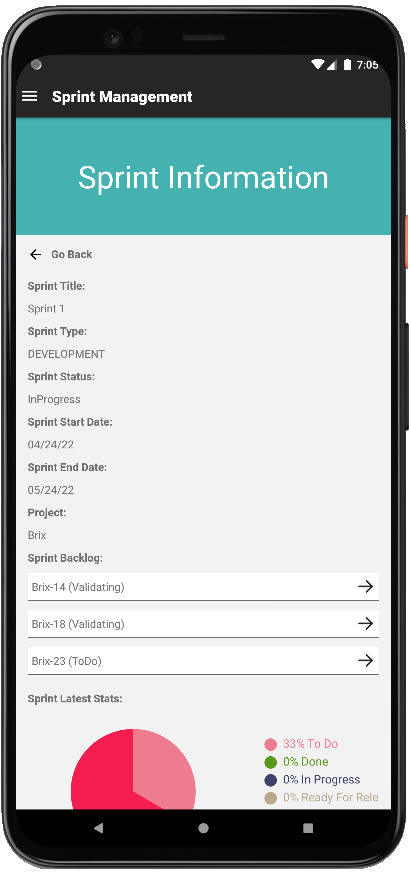 7:05
Sprint Management
Sprint Information
Go Back
Sprint Title:
Sprint 1
Sprint Type:
DEVELOPMENT
Sprint Status:
InProgress
Sprint Start Date:
04/24/22
Sprint End Date:
05/24/22
Project:
Brix
Sprint Backlog:
Brix-14 (Validating)
Brix-18 (Validating)
Brix-23 (ToDo)
Sprint Latest Stats:
33% To Do
0% Done
0% In Progress
0% Ready For Rele